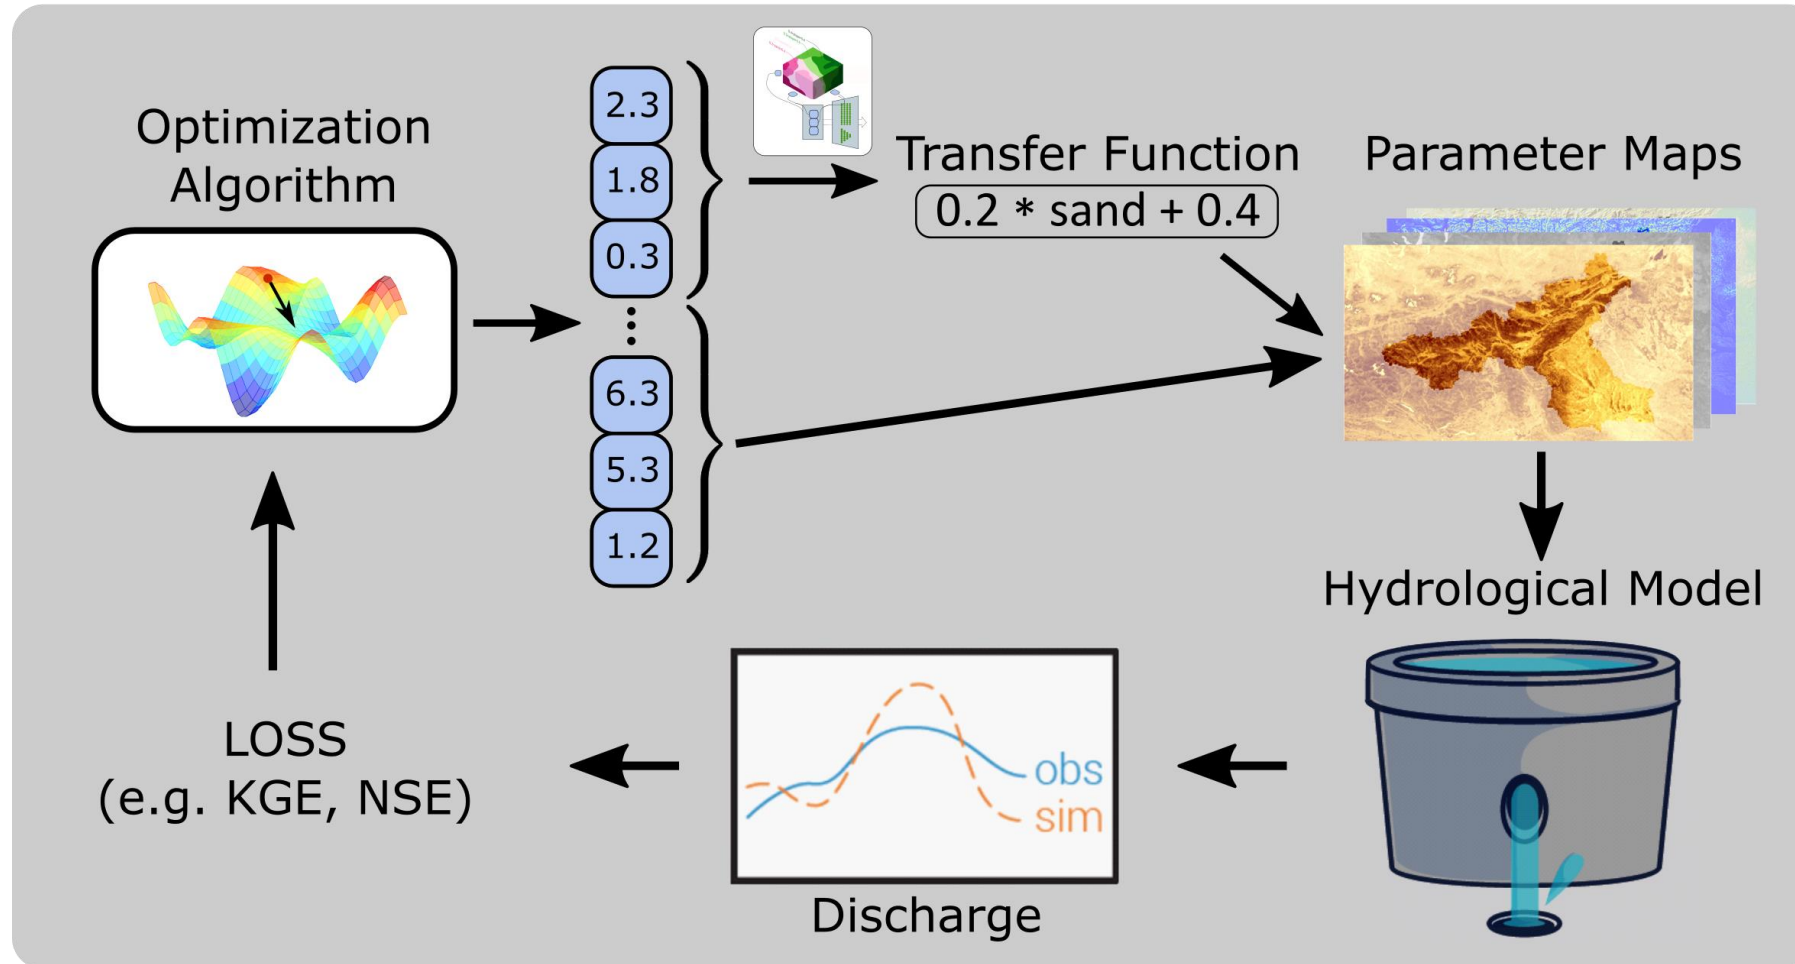 Optimization
Algorithm
2.3
1.8
0.3
6.3
5.3
1.2
Transfer Function
0.2 * sand + 0.4
Parameter Maps
Hydrological Model
obs
sim
Discharge
LOSS
(e.g. KGE, NSE)